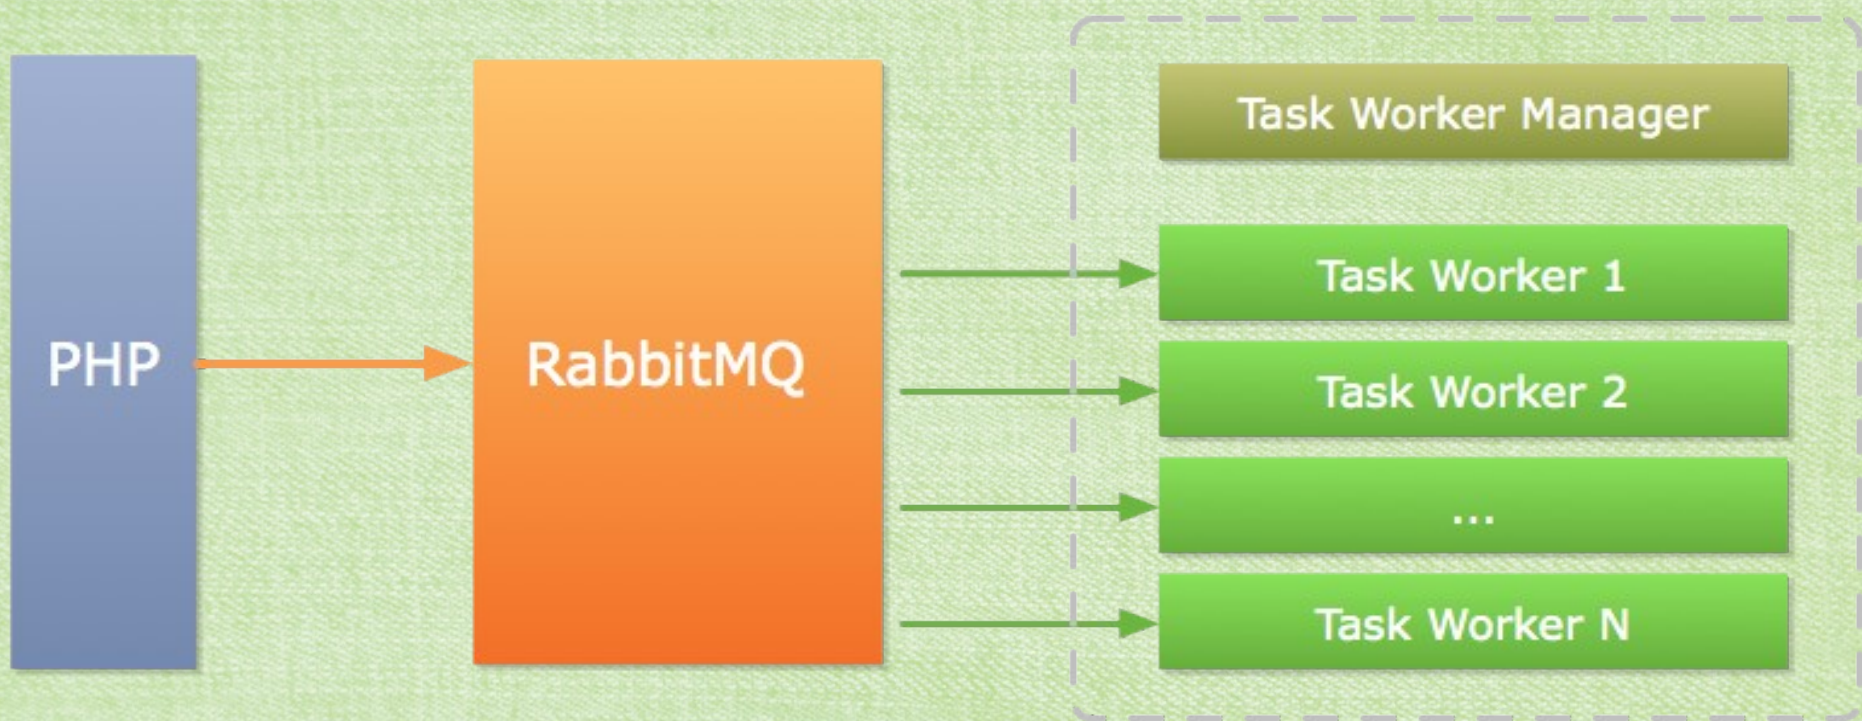 PHP
RabbitMQ
Task Worker Manager
Task Worker 1
Task Worker 2
...
Task Worker N